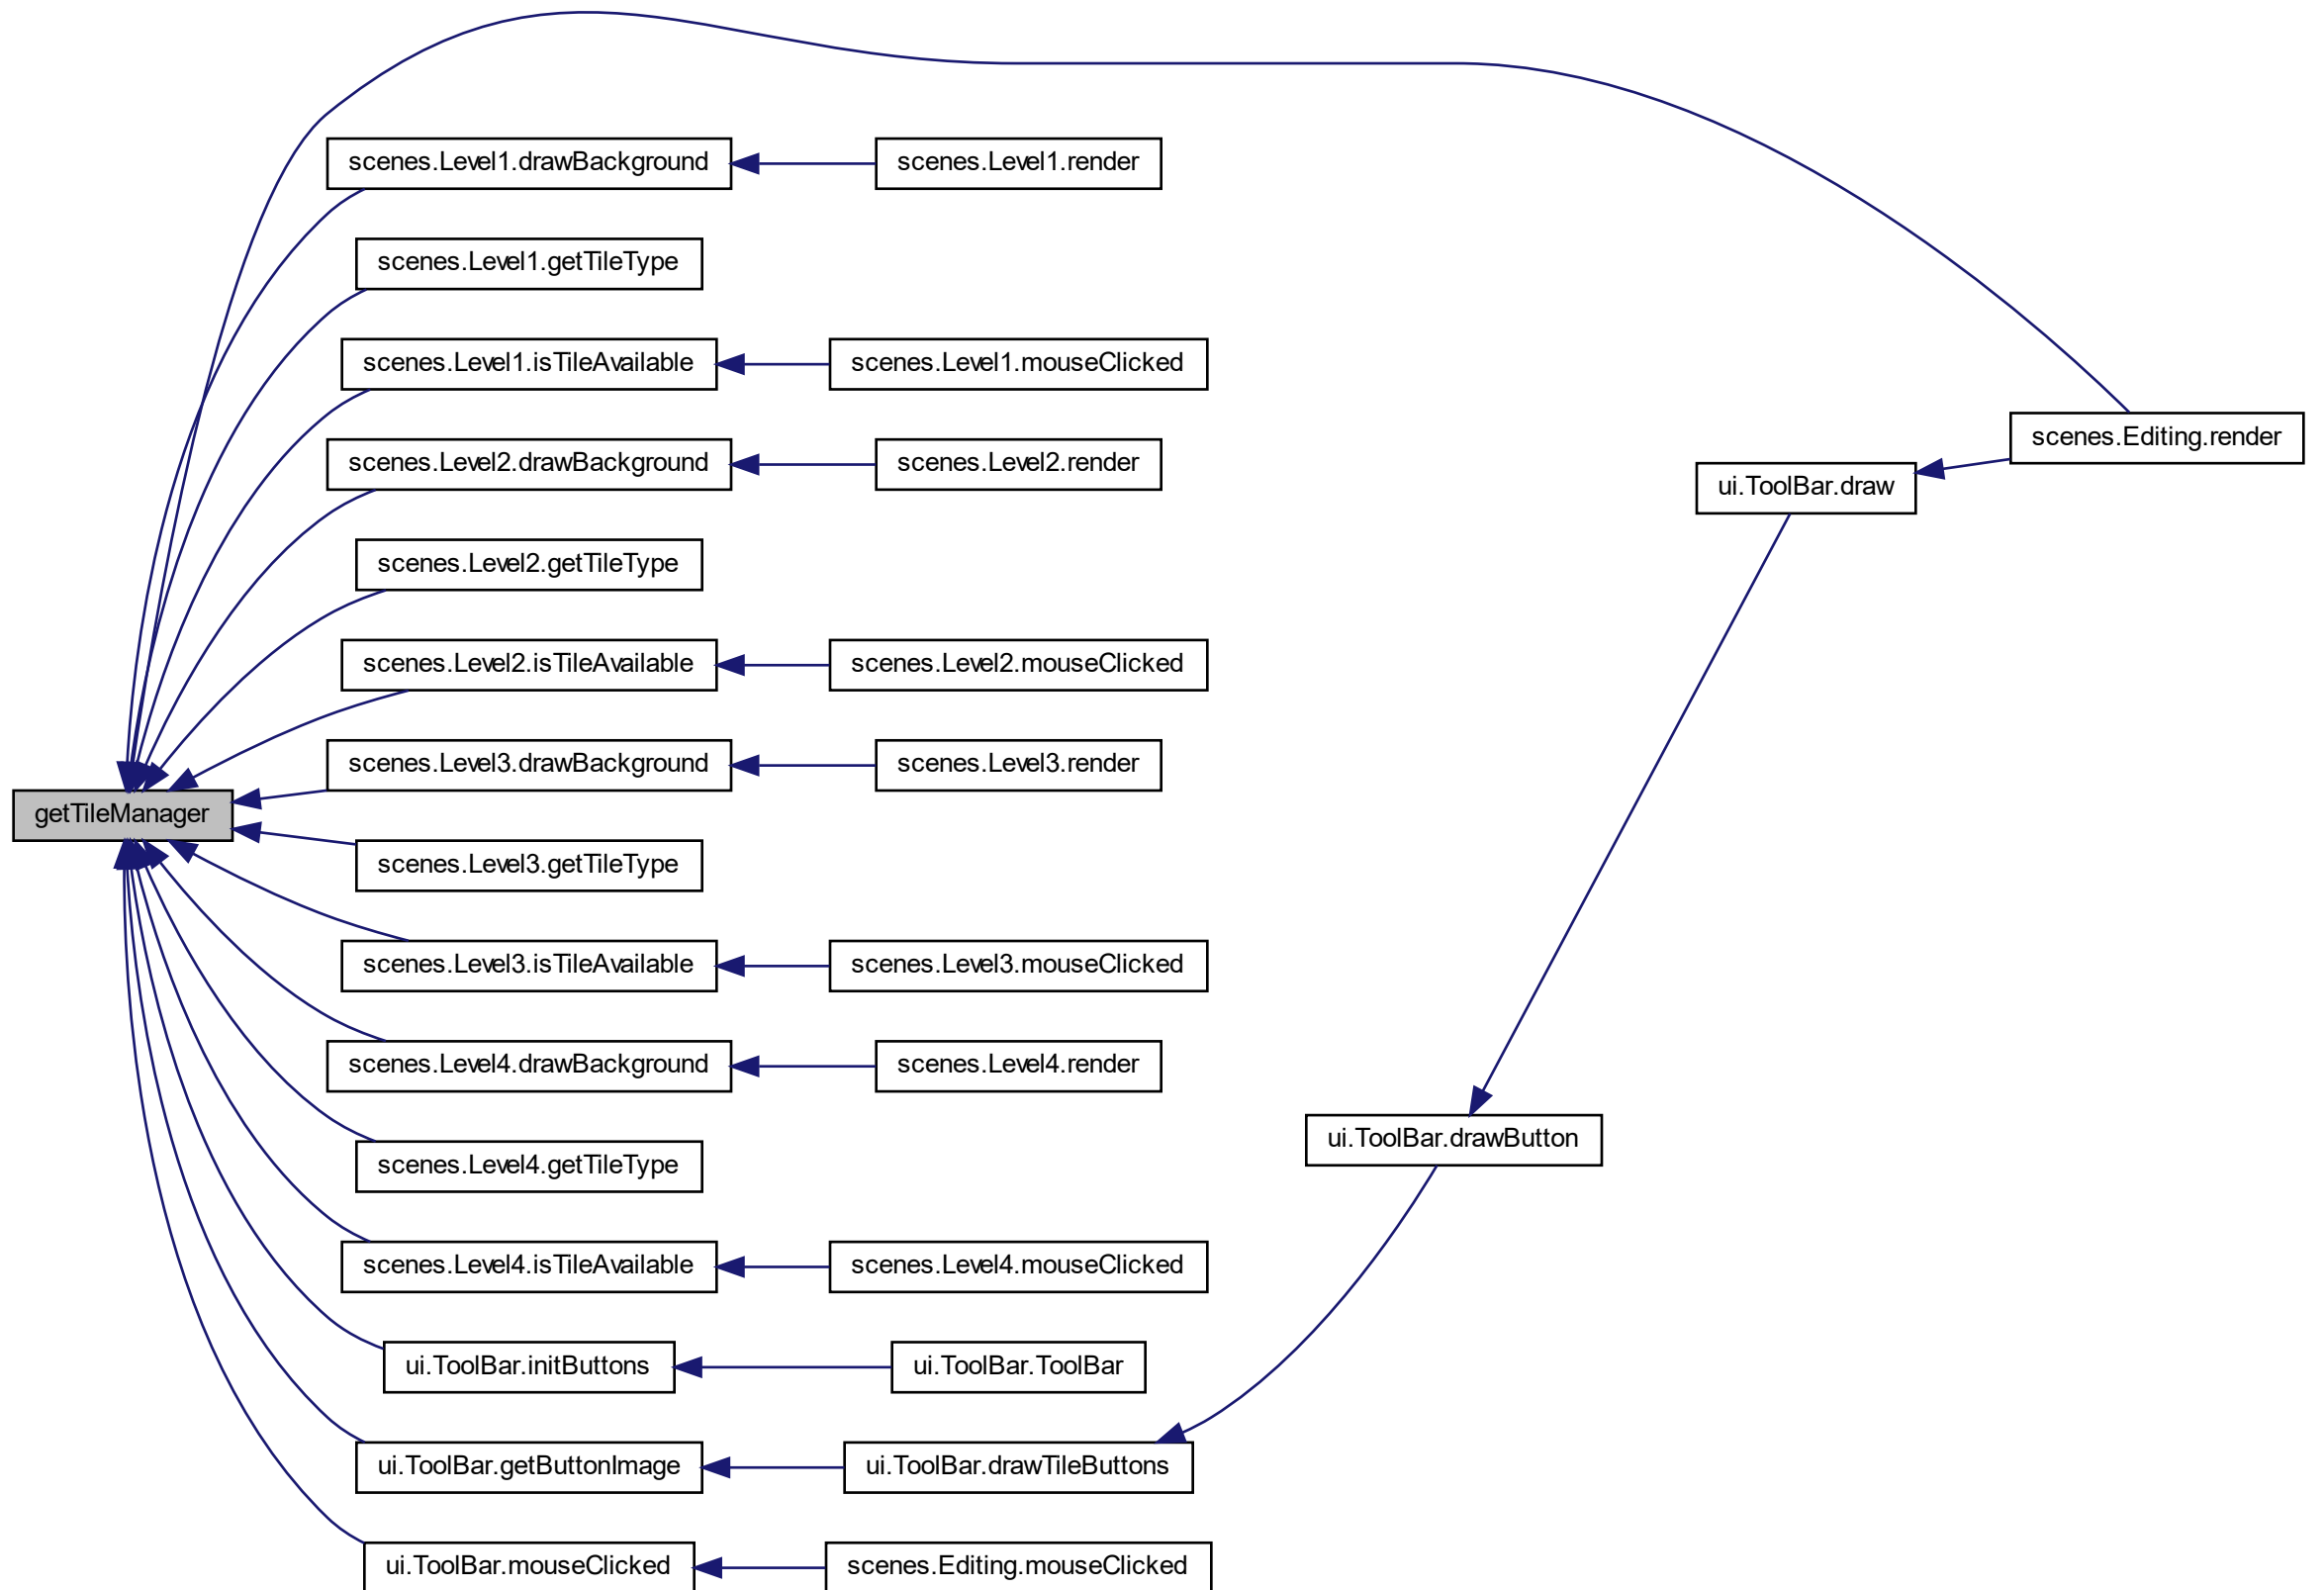 scenes.Level1.drawBackground
scenes.Level1.render
scenes.Level1.getTileType
scenes.Level1.isTileAvailable
scenes.Level1.mouseClicked
scenes.Editing.render
scenes.Level2.drawBackground
scenes.Level2.render
ui.ToolBar.draw
scenes.Level2.getTileType
scenes.Level2.isTileAvailable
scenes.Level2.mouseClicked
scenes.Level3.drawBackground
scenes.Level3.render
getTileManager
scenes.Level3.getTileType
scenes.Level3.isTileAvailable
scenes.Level3.mouseClicked
scenes.Level4.drawBackground
scenes.Level4.render
ui.ToolBar.drawButton
scenes.Level4.getTileType
scenes.Level4.isTileAvailable
scenes.Level4.mouseClicked
ui.ToolBar.initButtons
ui.ToolBar.ToolBar
ui.ToolBar.getButtonImage
ui.ToolBar.drawTileButtons
ui.ToolBar.mouseClicked
scenes.Editing.mouseClicked